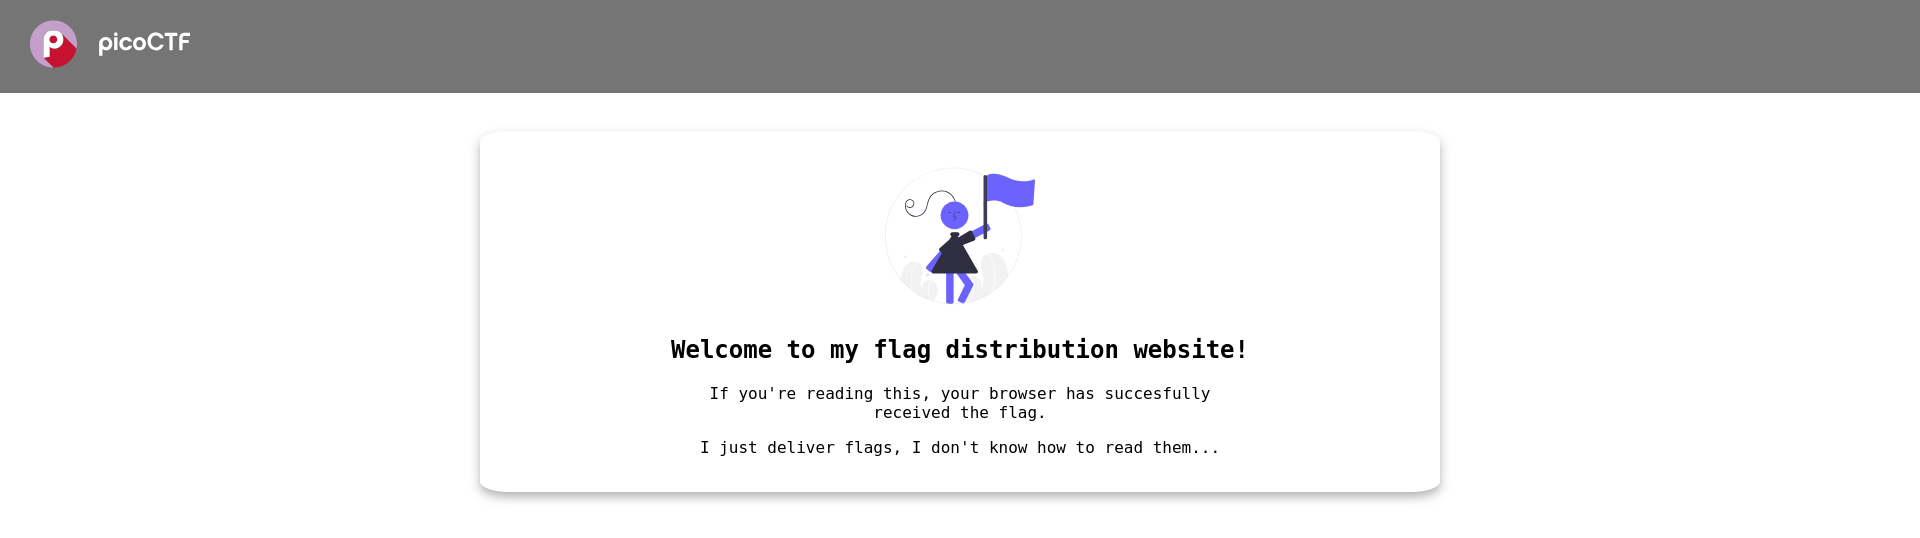 picoCTF
Welcome to my flag distribution website!
If you're reading this, your browser has succesfully
received the flag.
I just deliver flags, I don't know how to read them...